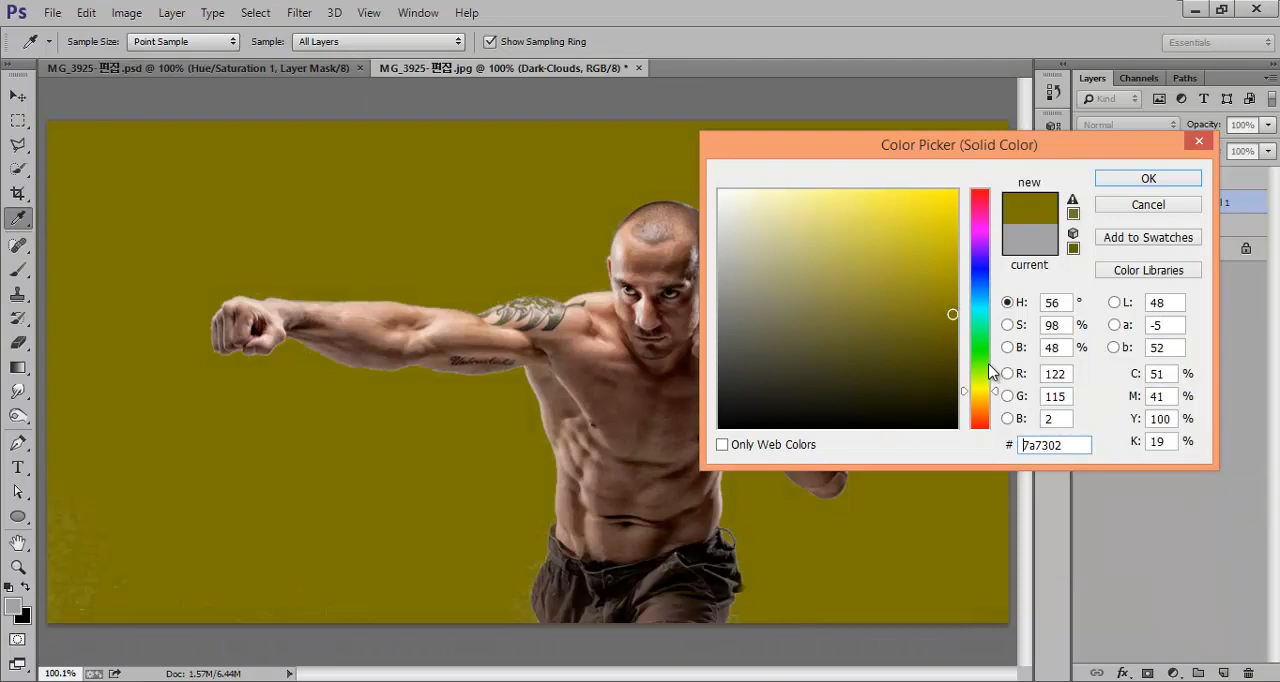 Ps File Edit Image Layer Type Select Filter 3D View Window Help
Sample Size: Point Sample Sample: All Layers Show Sampling Ring Essentials
MG_3925-편집.psd @ 100% (Hue/Saturation 1, Layer Mask/8) × MG_3925-편집.jpg @ 100% (Dark-Clouds, RGB/8) * ×
Layers Channels Paths
Kind
Normal Opacity: 100%
100%
Color Picker (Solid Color)
new
OK
Cancel
Add to Swatches
current
Color Libraries
H: 56 ° L: 48
S: 98 % a: -5
B: 48 % b: 52
R: 122 C: 51 %
G: 115 M: 41 %
B: 2 Y: 100 %
K: 19 %
Only Web Colors # 7a7302
1
T
100.1% Doc: 1.57M/6.44M
fx